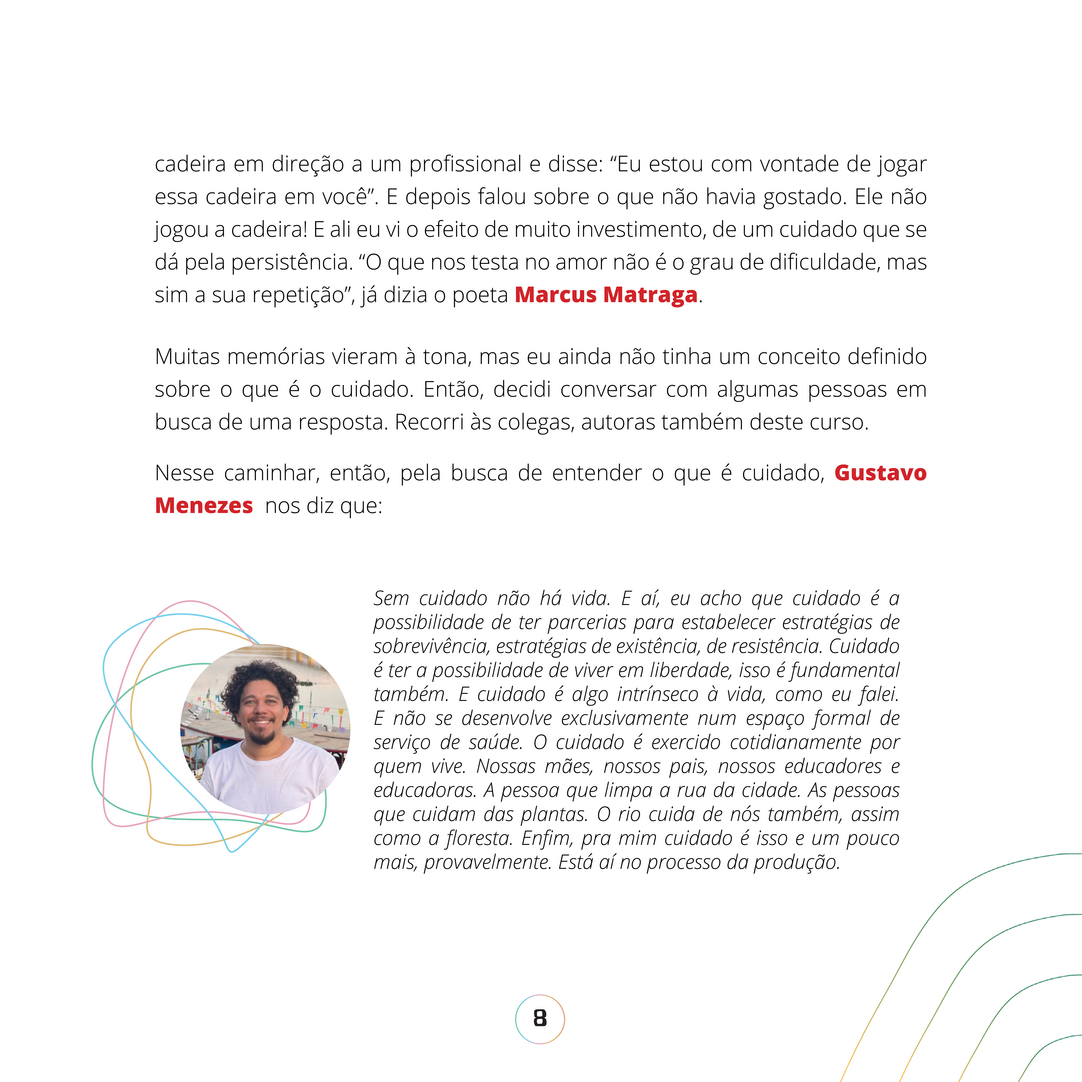 cadeira em direção a um profissional e disse: “Eu estou com vontade de jogar
essa cadeira em você”. E depois falou sobre o que não havia gostado. Ele não
jogou a cadeira! E ali eu vi o efeito de muito investimento, de um cuidado que se
dá pela persistência. “O que nos testa no amor não é o grau de dificuldade, mas
sim a sua repetição”, já dizia o poeta Marcus Matraga.
Muitas memórias vieram à tona, mas eu ainda não tinha um conceito definido
sobre o que é o cuidado. Então, decidi conversar com algumas pessoas em
busca de uma resposta. Recorri às colegas, autoras também deste curso.
Nesse caminhar, então, pela busca de entender o que é cuidado, Gustavo
Menezes nos diz que:
Sem cuidado não há vida. E aí, eu acho que cuidado é a
possibilidade de ter parcerias para estabelecer estratégias de
sobrevivência, estratégias de existência, de resistência. Cuidado
é ter a possibilidade de viver em liberdade, isso é fundamental
também. E cuidado é algo intrínseco à vida, como eu falei.
E não se desenvolve exclusivamente num espaço formal de
serviço de saúde. O cuidado é exercido cotidianamente por
quem vive. Nossas mães, nossos pais, nossos educadores e
educadoras. A pessoa que limpa a rua da cidade. As pessoas
que cuidam das plantas. O rio cuida de nós também, assim
como a floresta. Enfim, pra mim cuidado é isso e um pouco
mais, provavelmente. Está aí no processo da produção.
8